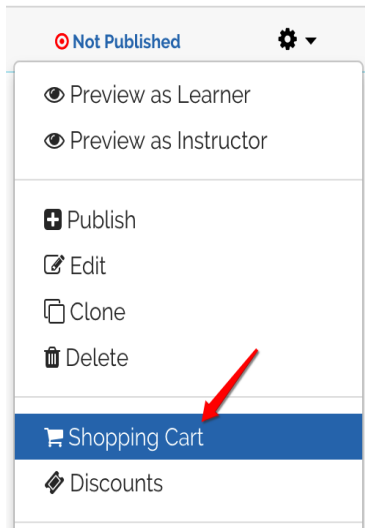 Not Published
Preview as Learner
Preview as Instructor
Publish
Edit
Clone
Delete
Shopping Cart
Discounts